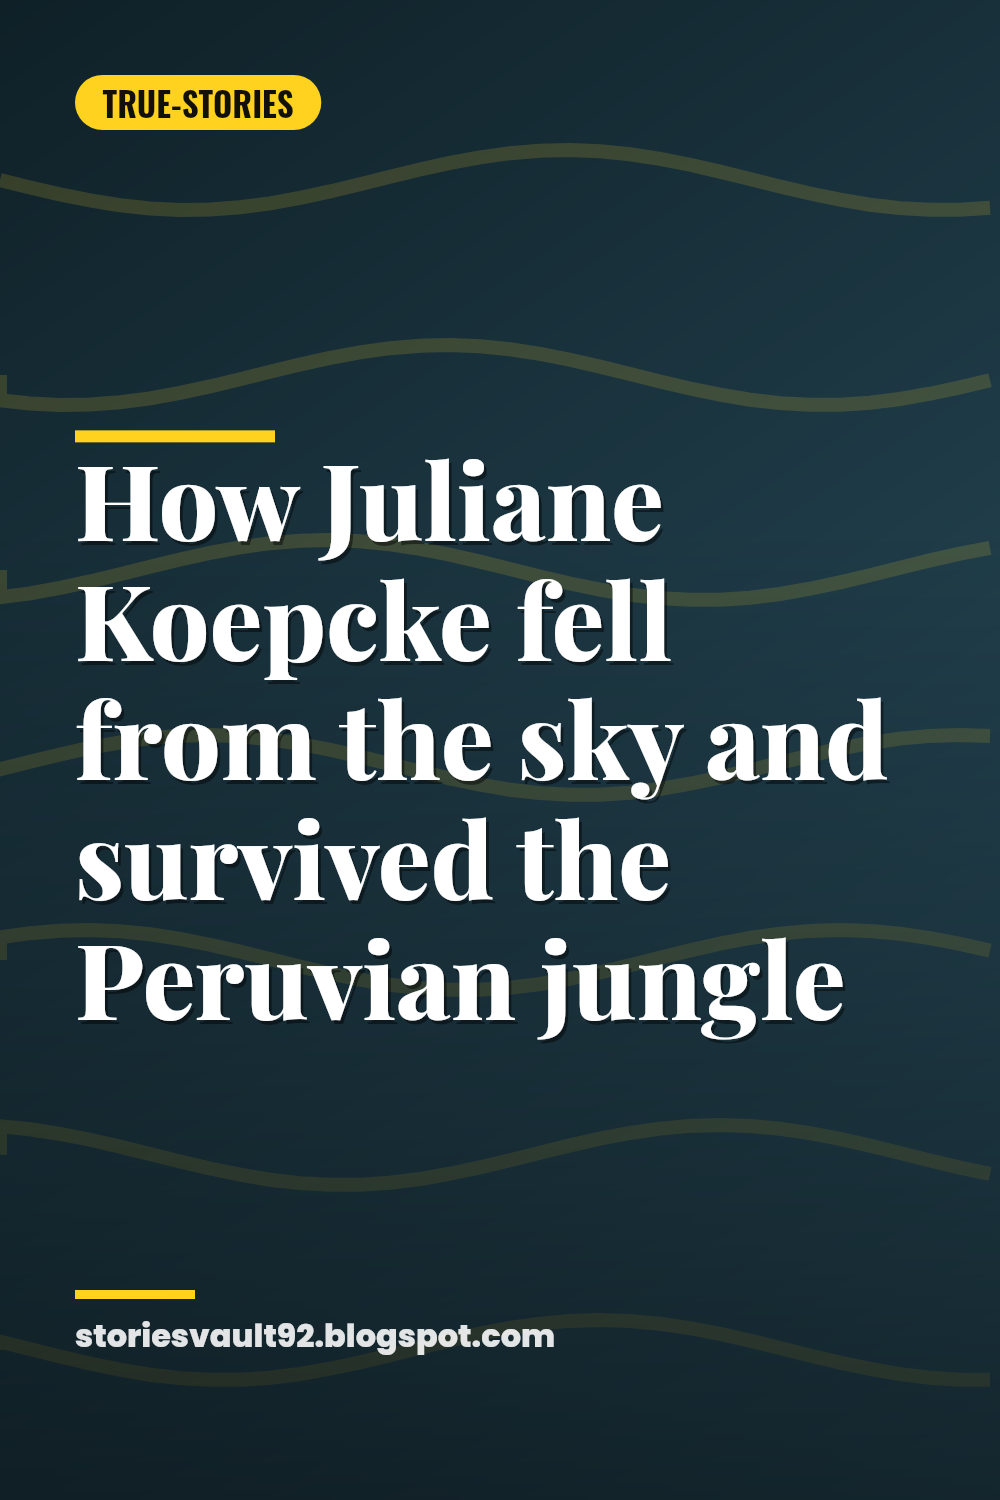 TRUE-STORIES
How Juliane
Koepcke fell
from the sky and
survived the
Peruvian jungle
storiesvault92.blogspot.com